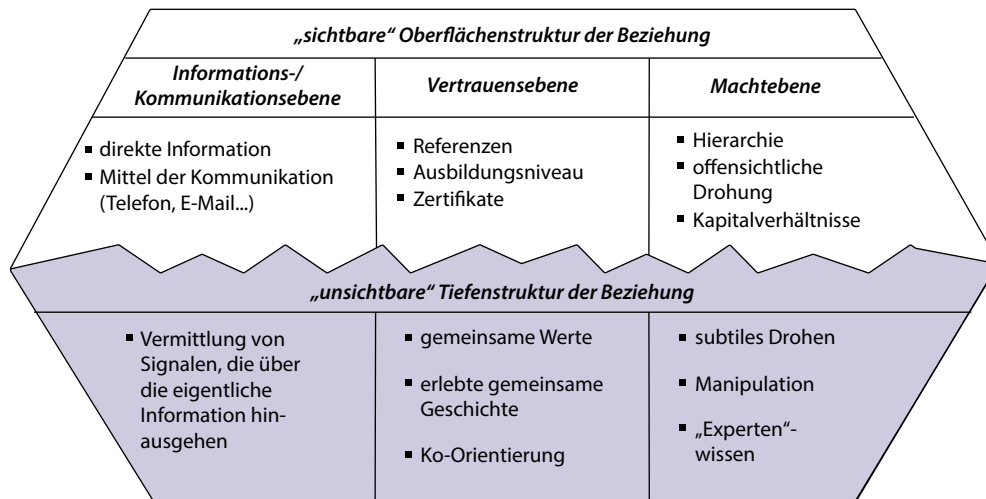 „sichtbare“ Oberflächenstruktur der Beziehung
Informations-/
Kommunikationsebene
Vertrauensebene
Machtebene
▪ direkte Information
▪ Mittel der Kommunikation
(Telefon, E-Mail...)
▪ Referenzen
▪ Ausbildungsniveau
▪ Zertifikate
▪ Hierarchie
▪ offensichtliche
Drohung
▪ Kapitalverhältnisse
„unsichtbare“ Tiefenstruktur der Beziehung
▪ Vermittlung von
Signalen, die über
die eigentliche
Information hin-
ausgehen
▪ gemeinsame Werte
▪ erlebte gemeinsame
Geschichte
▪ Ko-Orientierung
▪ subtiles Drohen
▪ Manipulation
▪ „Experten“-
wissen